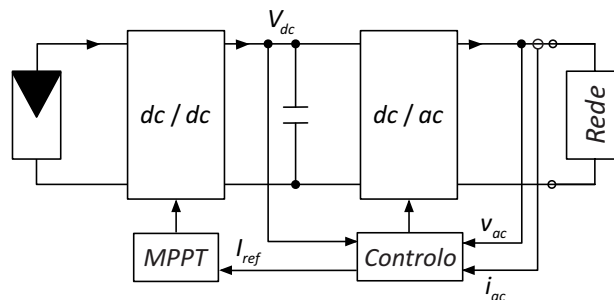 V_dc
dc / dc
dc / ac
Rede
MPPT
I_ref
Controlo
v_ac
i_ac